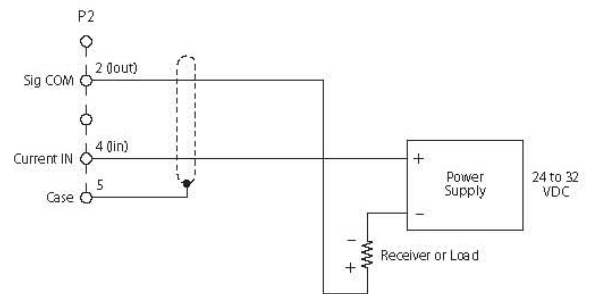 P2
Sig COM
2 (Iout)
Current IN
4 (Iin)
Case
5
+
Power
Supply
–
24 to 32
VDC
–
+
Receiver or Load